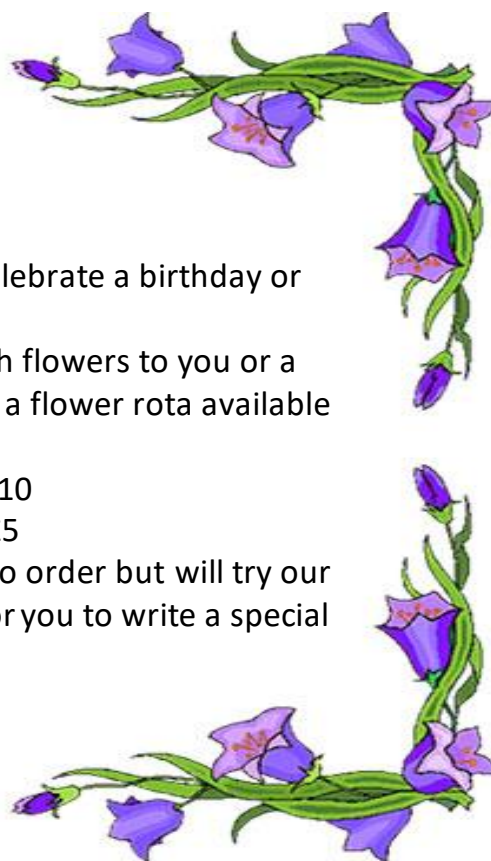 lebrate a birthday or
h flowers to you or a
a flower rota available
10
5
o order but will try our
or you to write a special